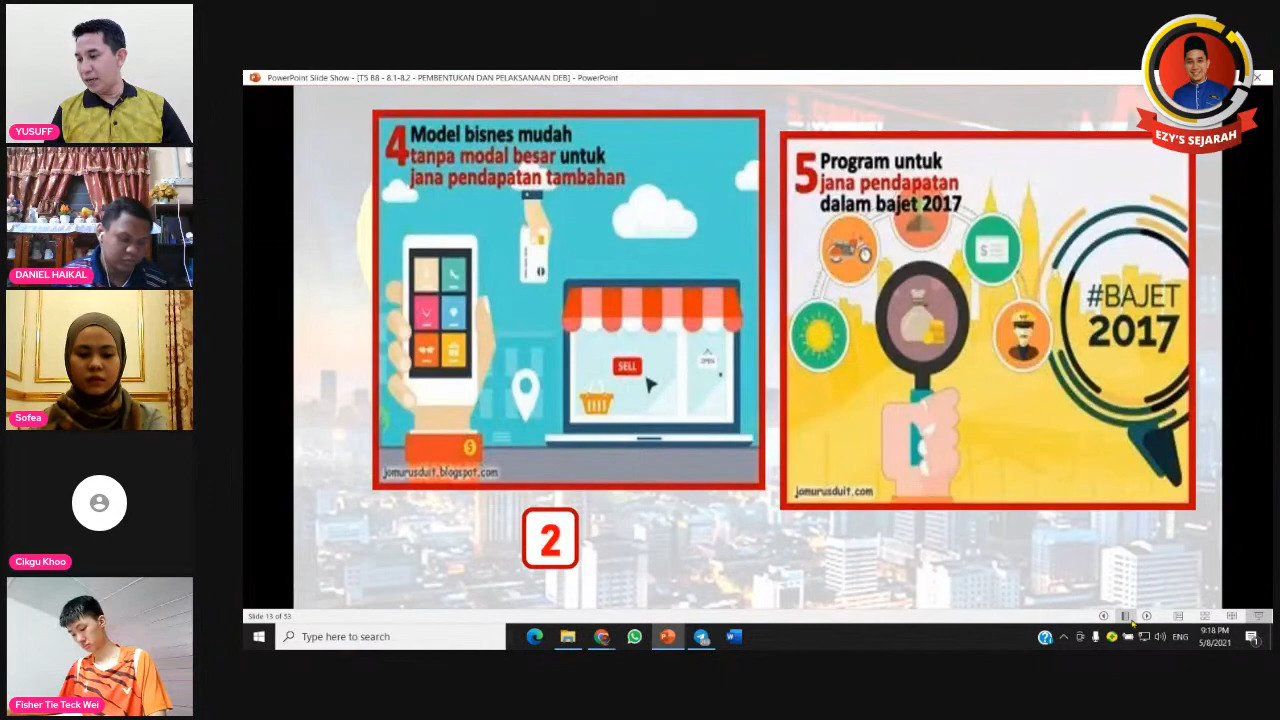 YUSUFF
DANIEL HAIKAL
Sofea
Cikgu Khoo
Fisher Tie Teck Wei
EZY'S SEJARAH
PowerPoint Slide Show - [T5 B8 - 8.1-8.2 - PEMBENTUKAN DAN PELAKSANAAN DEB] - PowerPoint
4 Model bisnes mudah
tanpa modal besar untuk
jana pendapatan tambahan
SELL
OPEN
jomurusduit.blogspot.com
5 Program untuk
jana pendapatan
dalam bajet 2017
#BAJET
2017
jomurusduit.com
2
Slide 13 of 53
Type here to search
ENG
9:18 PM
5/8/2021